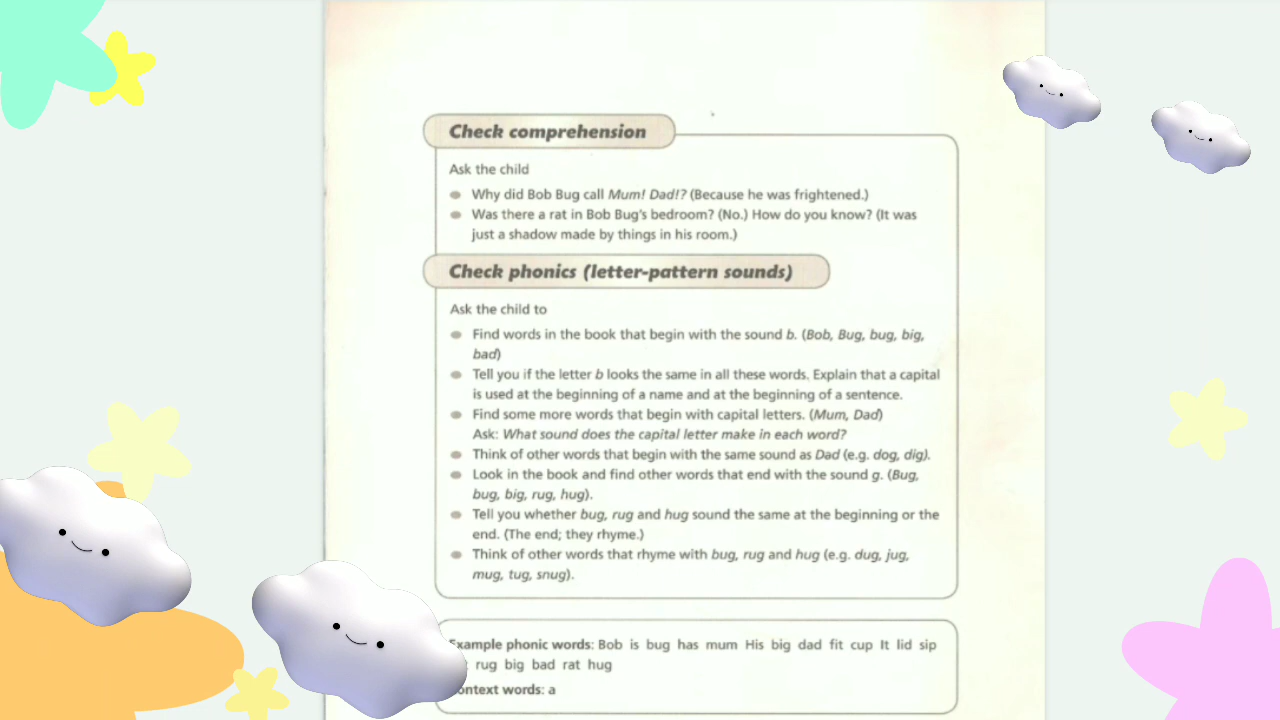 Check comprehension
Ask the child
Why did Bob Bug call Mum! Dad!? (Because he was frightened.)
Was there a rat in Bob Bug's bedroom? (No.) How do you know? (It was
just a shadow made by things in his room.)
Check phonics (letter-pattern sounds)
Ask the child to
Find words in the book that begin with the sound b. (Bob, Bug, bug, big,
bad)
Tell you if the letter b looks the same in all these words. Explain that a capital
is used at the beginning of a name and at the beginning of a sentence.
Find some more words that begin with capital letters. (Mum, Dad)
Ask: What sound does the capital letter make in each word?
Think of other words that begin with the same sound as Dad (e.g. dog, dig).
Look in the book and find other words that end with the sound g. (Bug,
bug, big, rug, hug).
Tell you whether bug, rug and hug sound the same at the beginning or the
end. (The end; they rhyme.)
Think of other words that rhyme with bug, rug and hug (e.g. dug, jug,
mug, tug, snug).
Example phonic words: Bob is bug has mum His big dad fit cup It lid sip
rug big bad rat hug
words: a